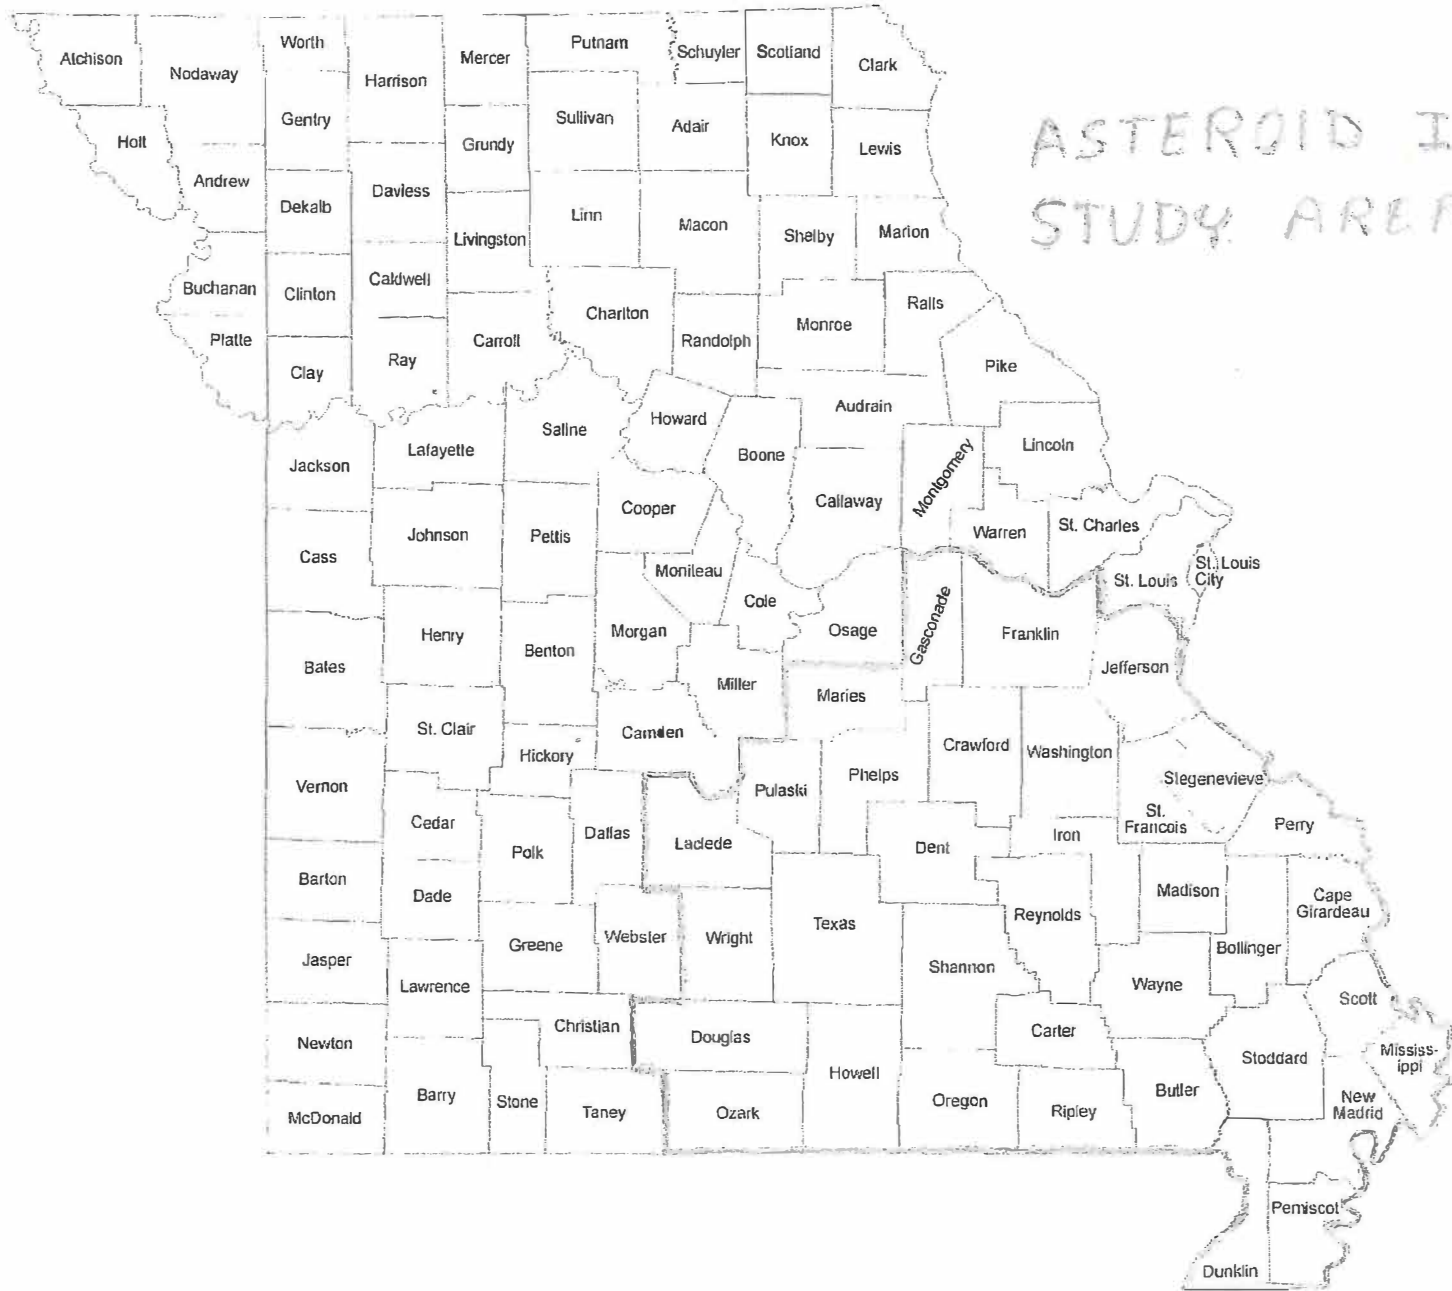 ASTEROID I
STUDY AREA
Atchison
Nodaway
Worth
Harrison
Mercer
Putnam
Schuyler
Scotland
Clark
Holt
Gentry
Sullivan
Adair
Knox
Lewis
Grundy
Andrew
Dekalb
Daviess
Linn
Macon
Shelby
Marion
Livingston
Buchanan
Clinton
Caldwell
Chariton
Monroe
Ralls
Platte
Carroll
Randolph
Clay
Ray
Pike
Audrain
Howard
Saline
Lincoln
Jackson
Lafayette
Boone
Montgomery
Callaway
Cooper
Johnson
Pettis
Cass
Warren
St. Charles
Moniteau
St. Louis
St. Louis
City
Cole
Gasconade
Henry
Morgan
Osage
Franklin
Bates
Benton
Jefferson
Miller
Maries
St. Clair
Camden
Hickory
Crawford
Washington
Phelps
Pulaski
Vernon
Stegenevieve
St.
Francois
Cedar
Polk
Dallas
Laclede
Dent
Iron
Perry
Barton
Dade
Madison
Cape
Girardeau
Texas
Reynolds
Greene
Webster
Wright
Bollinger
Jasper
Lawrence
Shannon
Wayne
Scott
Christian
Douglas
Carter
Newton
Stoddard
Mississ-
ippi
Howell
Barry
Stone
Taney
Ozark
Oregon
Ripley
Butler
New
Madrid
McDonald
Pemiscot
Dunklin